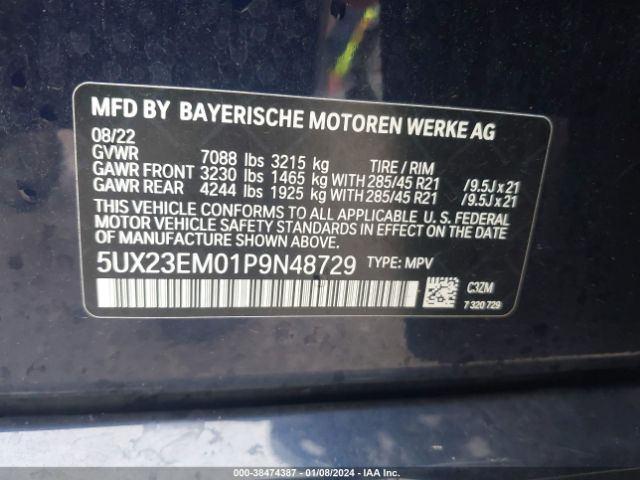 MFD BY BAYERISCHE MOTOREN WERKE AG
08/22
GVWR 7088 lbs 3215 kg TIRE / RIM
GAWR FRONT 3230 lbs 1465 kg WITH 285/45 R21 /9.5J x 21
GAWR REAR 4244 lbs 1925 kg WITH 285/45 R21 /9.5J x 21
THIS VEHICLE CONFORMS TO ALL APPLICABLE U. S. FEDERAL
MOTOR VEHICLE SAFETY STANDARDS IN EFFECT ON THE
DATE OF MANUFACTURE SHOWN ABOVE.
5UX23EM01P9N48729 TYPE: MPV
C3ZM
7 320 729
000-38474387 - 01/08/2024 - IAAI.COM